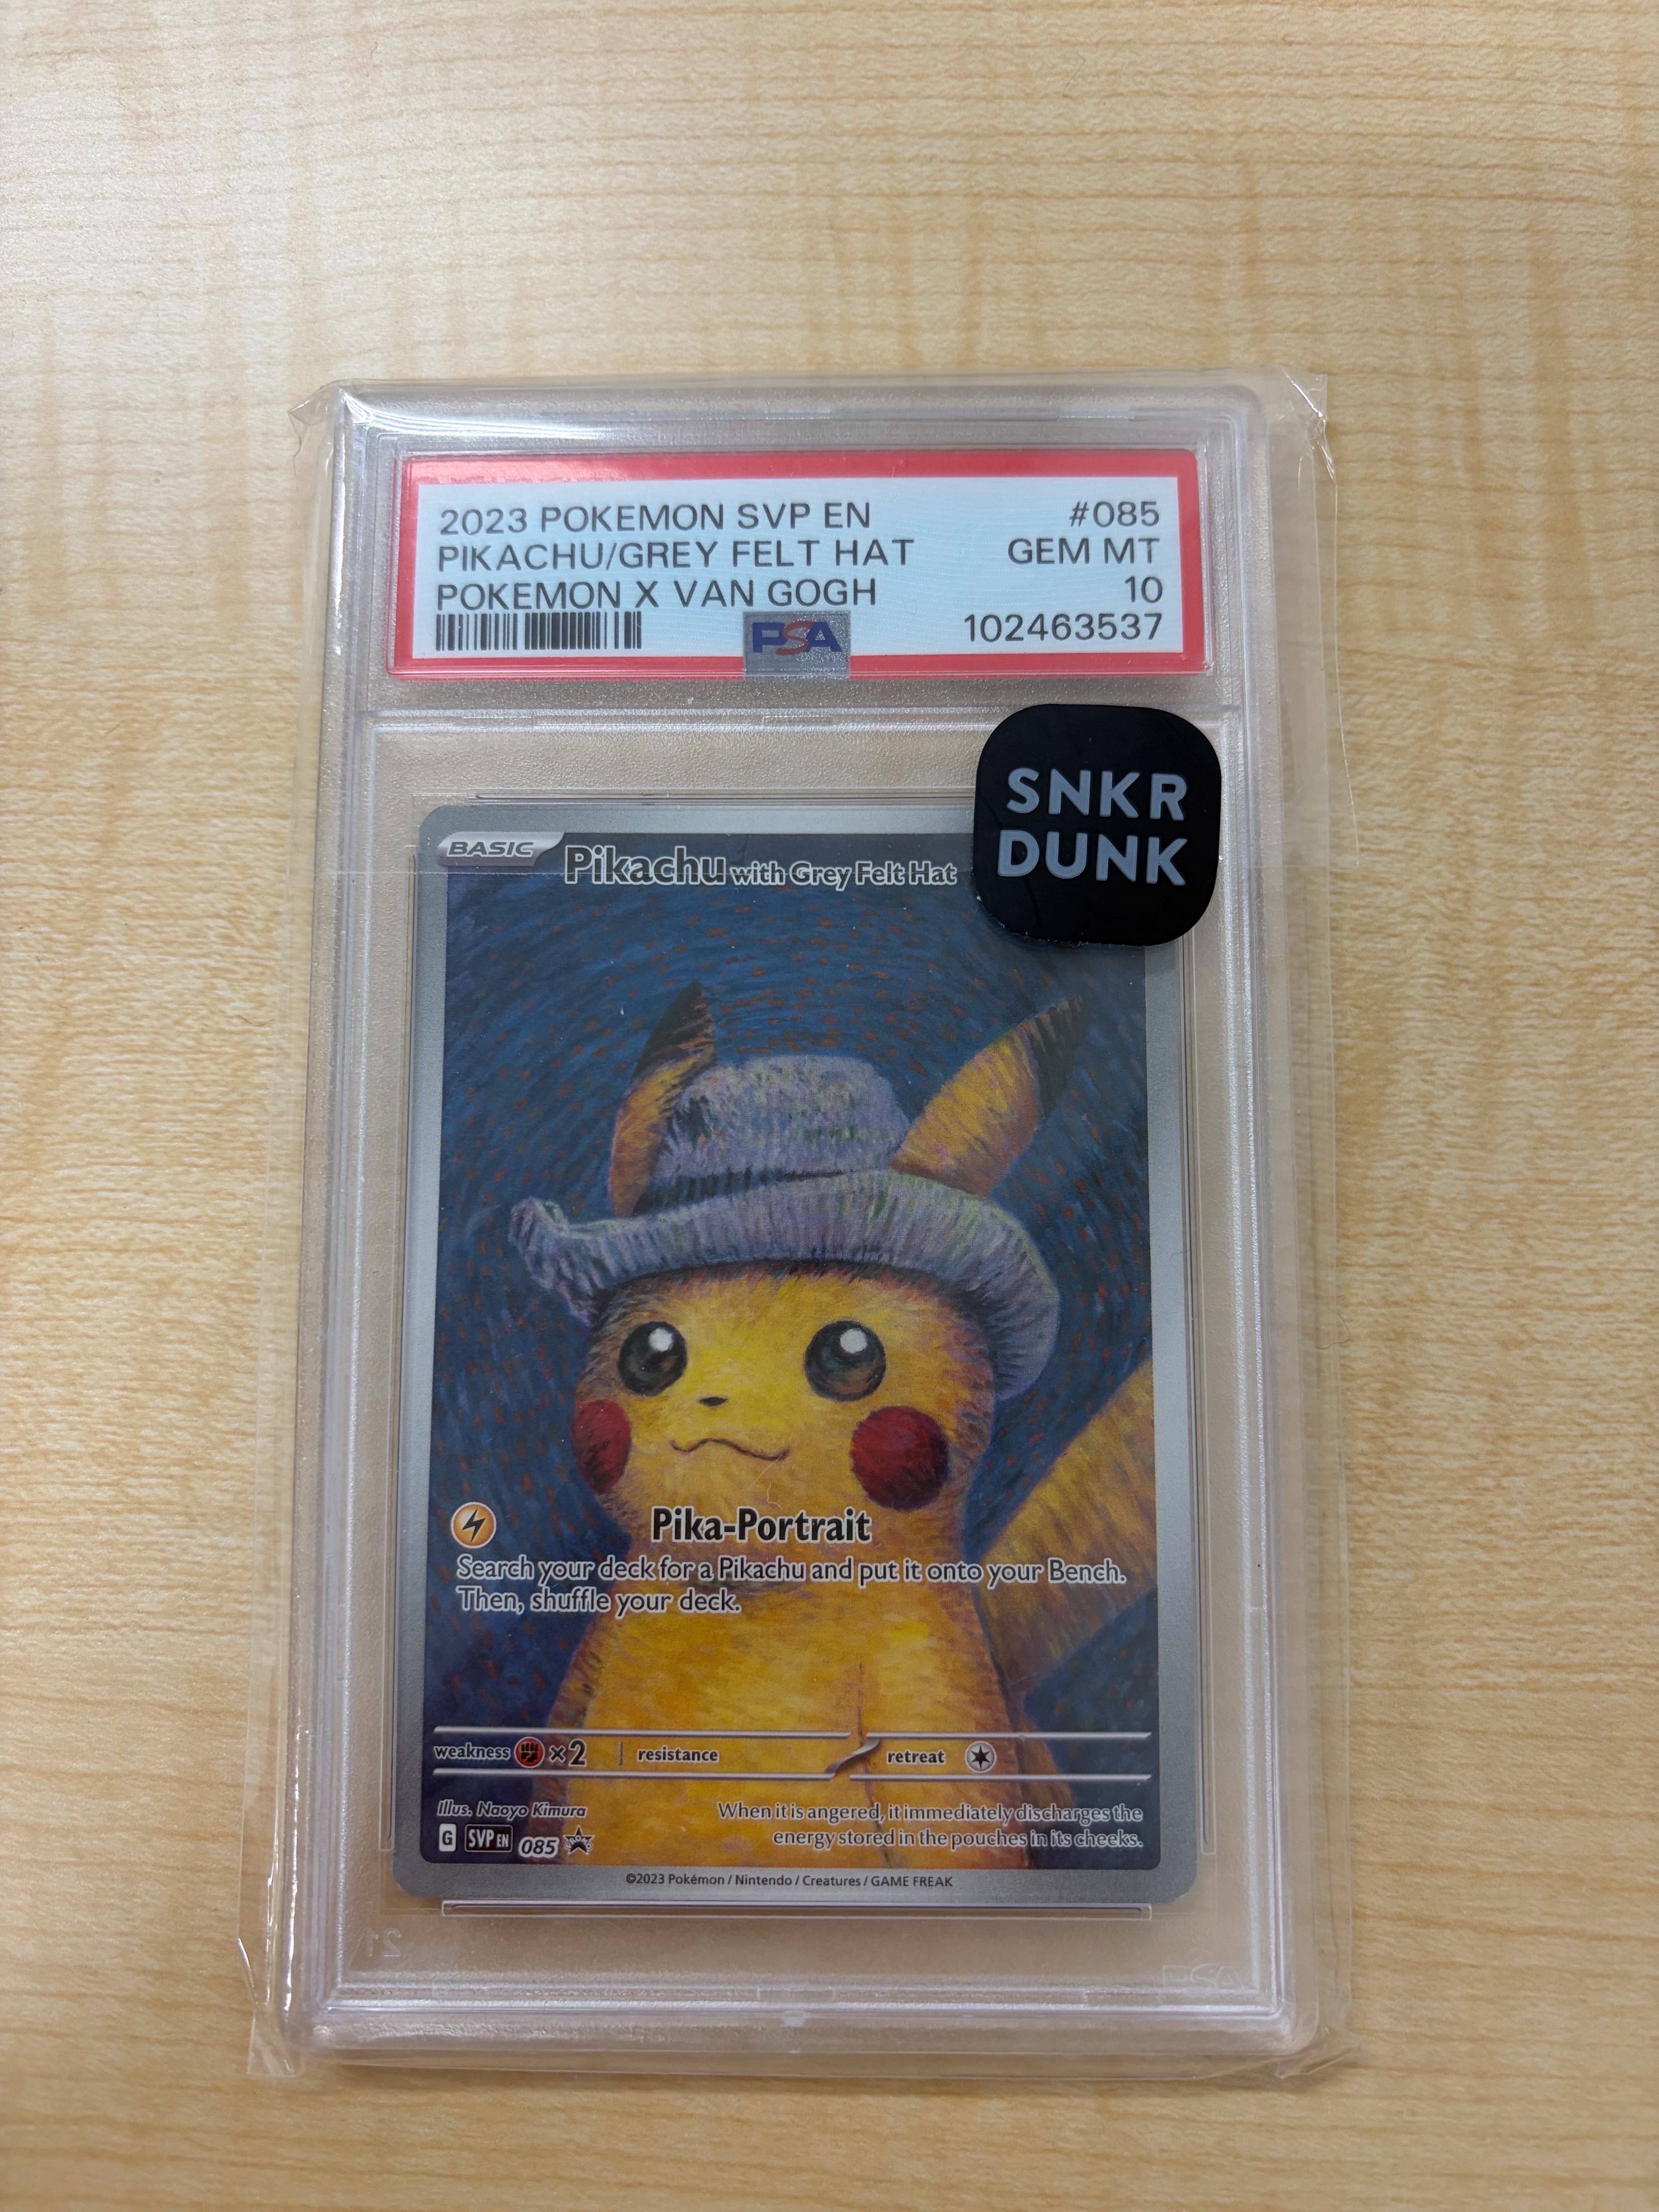 2023 POKEMON SVP EN #085
PIKACHU/GREY FELT HAT GEM MT
POKEMON X VAN GOGH 10
PSA 102463537
SNKR
DUNK
BASIC Pikachu with Grey Felt Hat
Pika-Portrait
Search your deck for a Pikachu and put it onto your Bench.
Then, shuffle your deck.
weakness ×2 resistance retreat
Illus. Naoyo Kimura
G SVP EN 085
When it is angered, it immediately discharges the
energy stored in the pouches in its cheeks.
©2023 Pokémon / Nintendo / Creatures / GAME FREAK
21
PSA